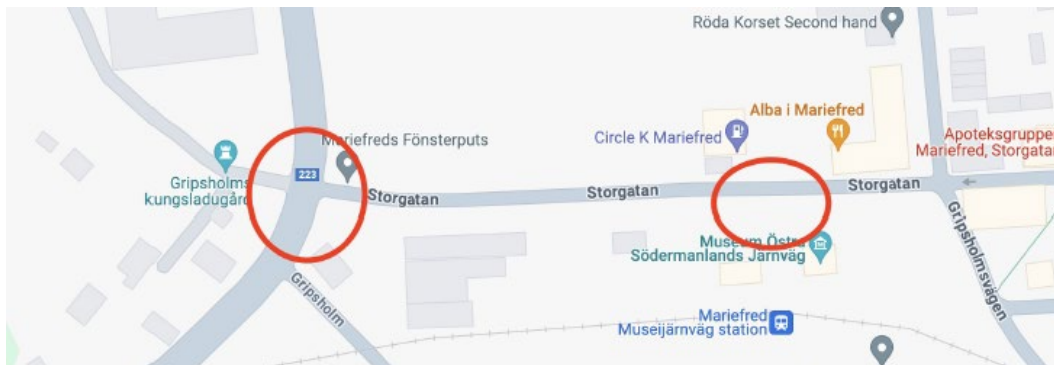 Röda Korset Second hand
Alba i Mariefred
Circle K Mariefred
Mariefreds Fönsterputs
Apoteksgruppe
Mariefred, Storgatan
Gripsholms
kungsladugård
223
Storgatan
Storgatan
Storgatan
Gripsholmsvägen
Museum Östra
Södermanlands Järnväg
Gripsholm
Mariefred
Museijärnväg station